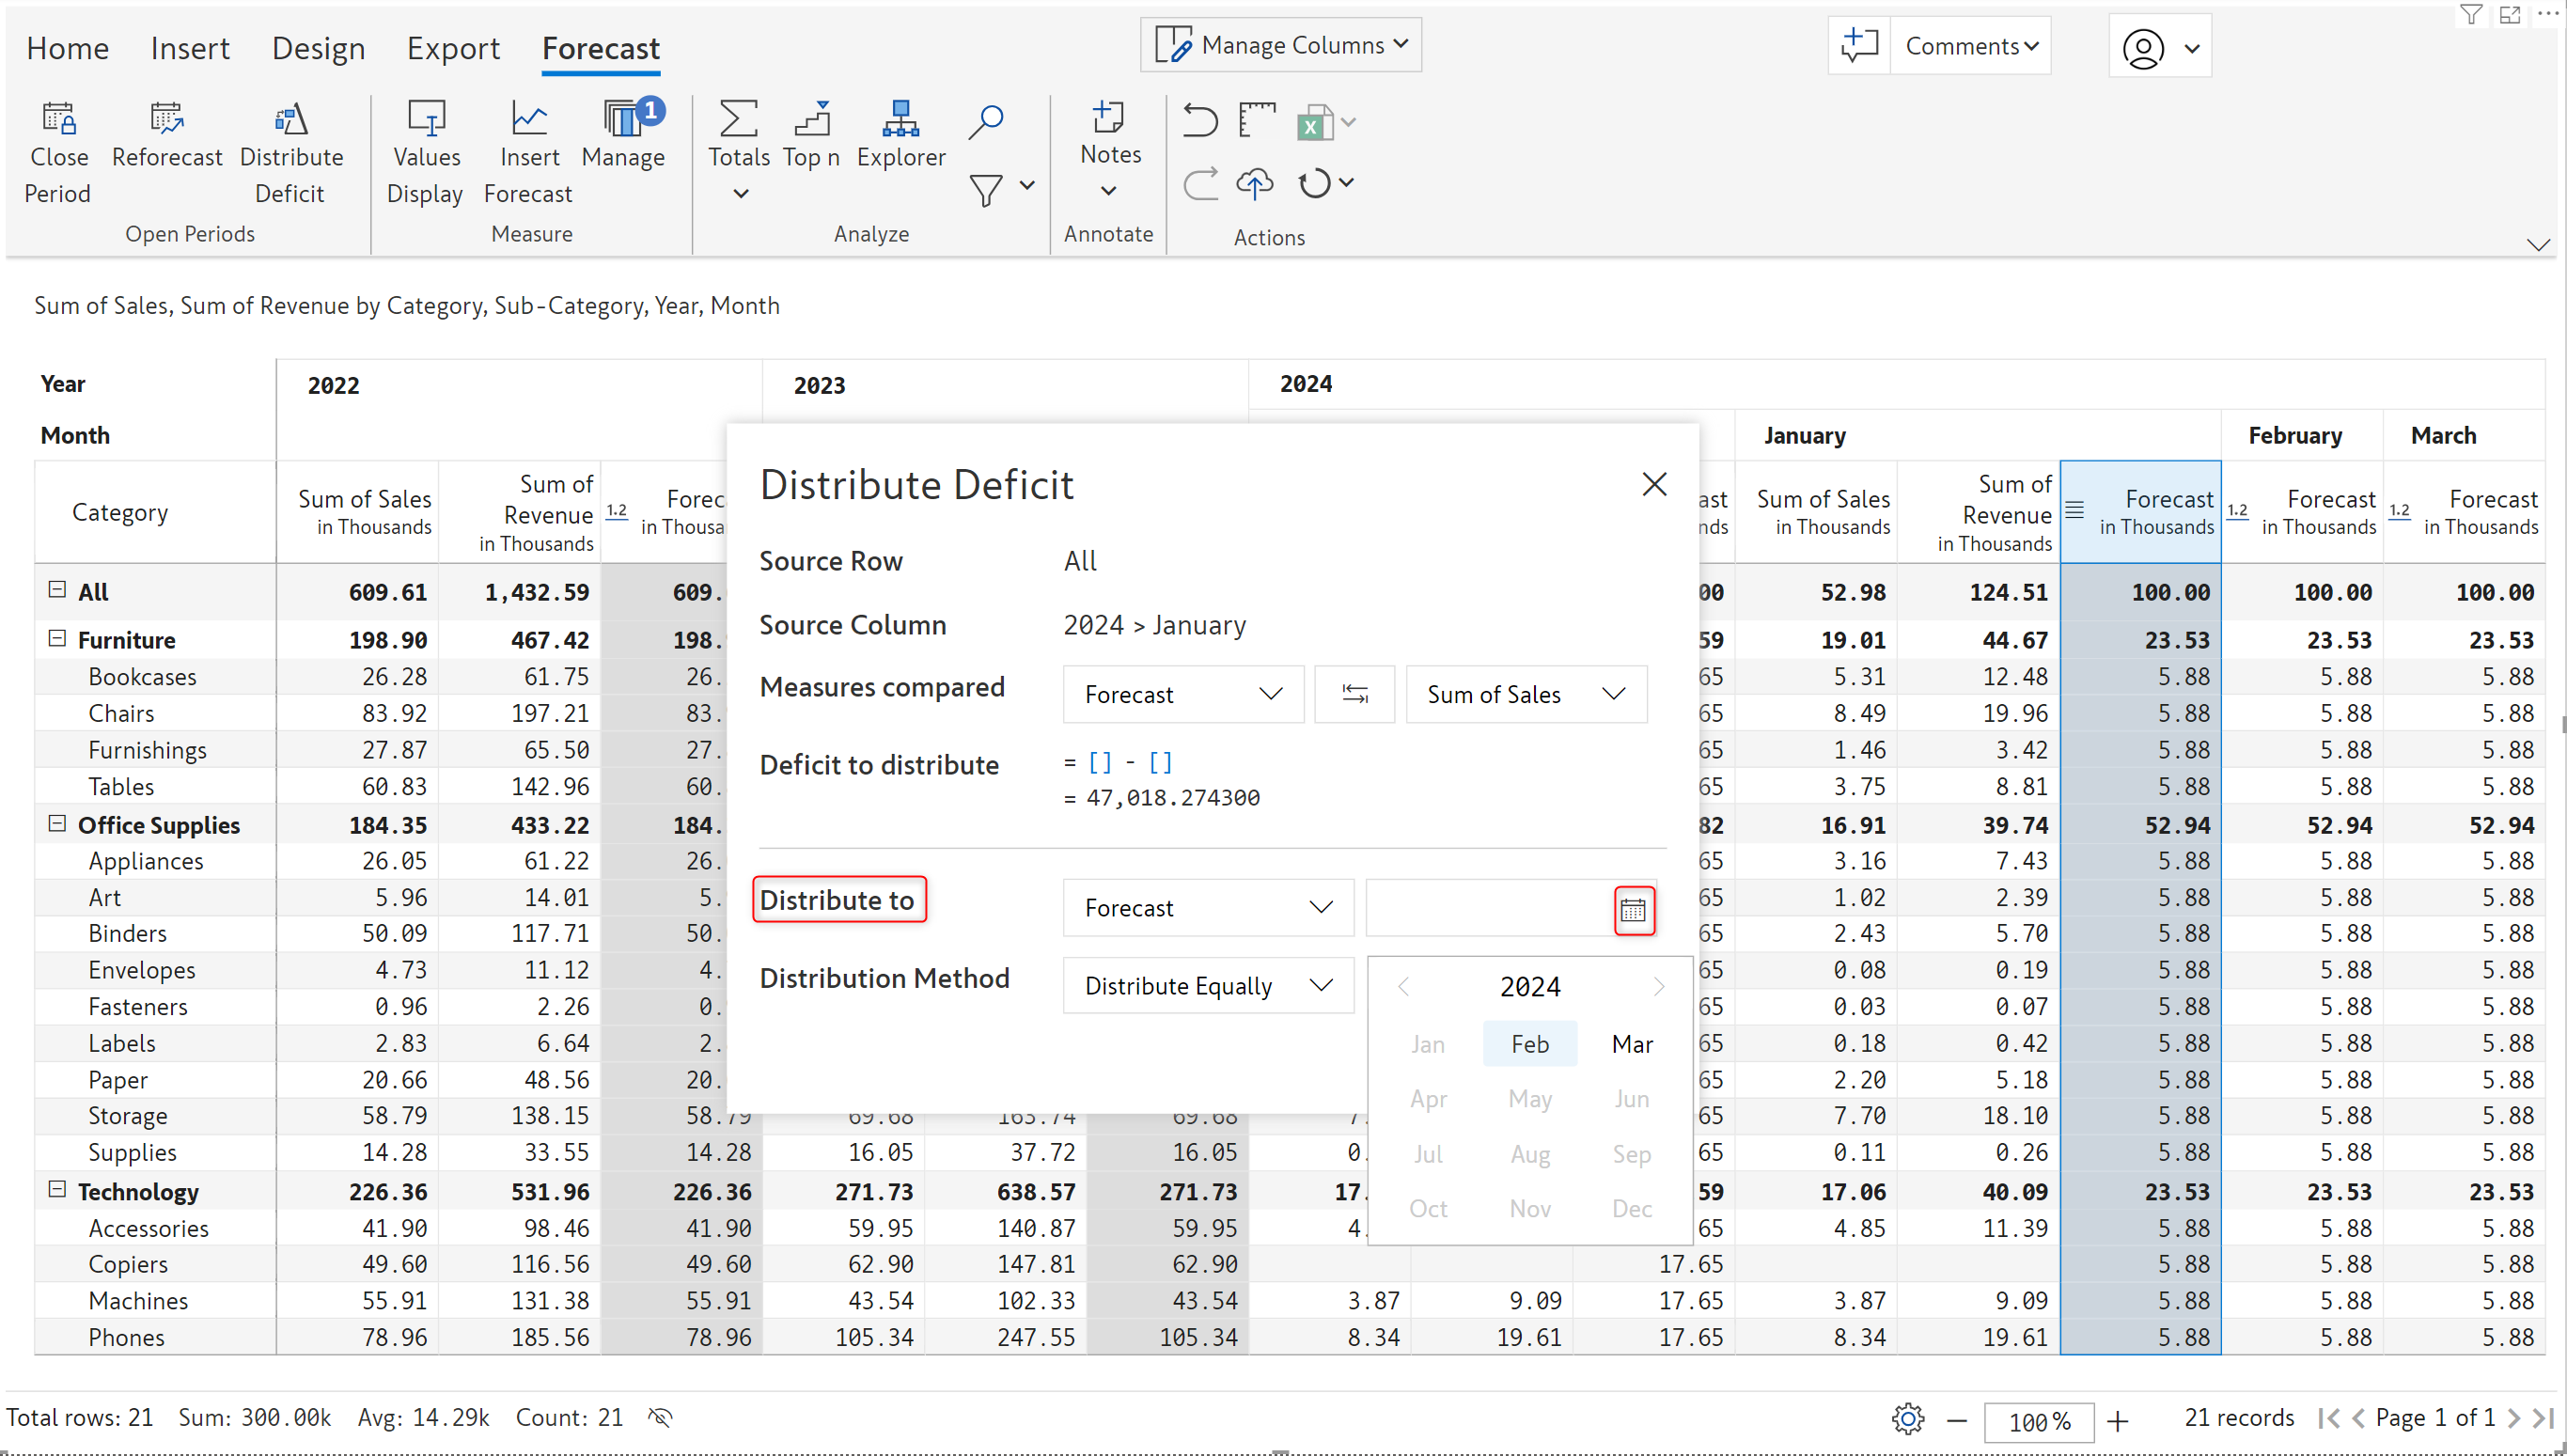 Home Insert Design Export Forecast
Manage Columns
Comments
Close Period
Reforecast
Distribute Deficit
Open Periods
Values Display
Insert Forecast
Manage 1
Measure
Totals
Top n
Explorer
Analyze
Notes
Annotate
Actions
Sum of Sales, Sum of Revenue by Category, Sub-Category, Year, Month
Year 2022 2023 2024
Month January February March
Category Sum of Sales in Thousands Sum of Revenue in Thousands 1.2 in Thousands Sum of Sales in Thousands Sum of Revenue in Thousands Forecast in Thousands 1.2 Forecast in Thousands 1.2 Forecast in Thousands
All 609.61 1,432.59 609. 00 52.98 124.51 100.00 100.00 100.00
Furniture 198.90 467.42 198. 59 19.01 44.67 23.53 23.53 23.53
Bookcases 26.28 61.75 26. 65 5.31 12.48 5.88 5.88 5.88
Chairs 83.92 197.21 83. 65 8.49 19.96 5.88 5.88 5.88
Furnishings 27.87 65.50 27. 65 1.46 3.42 5.88 5.88 5.88
Tables 60.83 142.96 60. 65 3.75 8.81 5.88 5.88 5.88
Office Supplies 184.35 433.22 184. 82 16.91 39.74 52.94 52.94 52.94
Appliances 26.05 61.22 26. 65 3.16 7.43 5.88 5.88 5.88
Art 5.96 14.01 5. 65 1.02 2.39 5.88 5.88 5.88
Binders 50.09 117.71 50. 65 2.43 5.70 5.88 5.88 5.88
Envelopes 4.73 11.12 4. 65 0.08 0.19 5.88 5.88 5.88
Fasteners 0.96 2.26 0. 65 0.03 0.07 5.88 5.88 5.88
Labels 2.83 6.64 2. 65 0.18 0.42 5.88 5.88 5.88
Paper 20.66 48.56 20. 65 2.20 5.18 5.88 5.88 5.88
Storage 58.79 138.15 58.79 69.68 163.74 69.68 7. 65 7.70 18.10 5.88 5.88 5.88
Supplies 14.28 33.55 14.28 16.05 37.72 16.05 0. 65 0.11 0.26 5.88 5.88 5.88
Technology 226.36 531.96 226.36 271.73 638.57 271.73 17. 59 17.06 40.09 23.53 23.53 23.53
Accessories 41.90 98.46 41.90 59.95 140.87 59.95 4. 65 4.85 11.39 5.88 5.88 5.88
Copiers 49.60 116.56 49.60 62.90 147.81 62.90 17.65 5.88 5.88 5.88
Machines 55.91 131.38 55.91 43.54 102.33 43.54 3.87 9.09 17.65 3.87 9.09 5.88 5.88 5.88
Phones 78.96 185.56 78.96 105.34 247.55 105.34 8.34 19.61 17.65 8.34 19.61 5.88 5.88 5.88
Distribute Deficit
Source Row All
Source Column 2024 > January
Measures compared Forecast Sum of Sales
Deficit to distribute = [] - []
= 47,018.274300
Distribute to Forecast
Distribution Method Distribute Equally
2024
Jan Feb Mar
Apr May Jun
Jul Aug Sep
Oct Nov Dec
Total rows: 21 Sum: 300.00k Avg: 14.29k Count: 21
100% 21 records Page 1 of 1